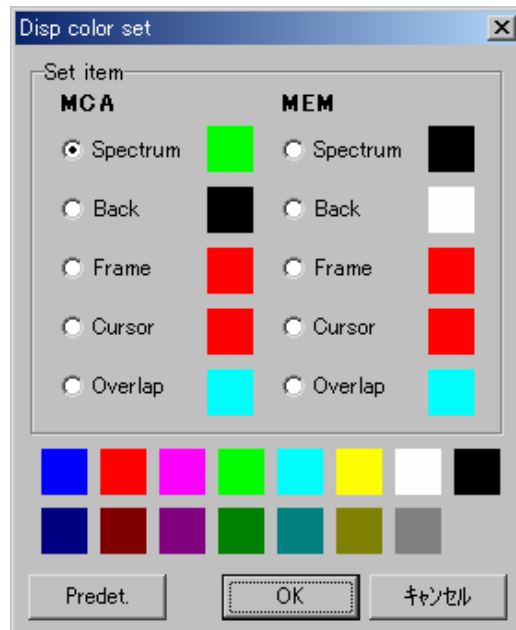 Disp color set
Set item
MCA MEM
Spectrum Spectrum
Back Back
Frame Frame
Cursor Cursor
Overlap Overlap
Predet. OK ｷｬﾝｾﾙ